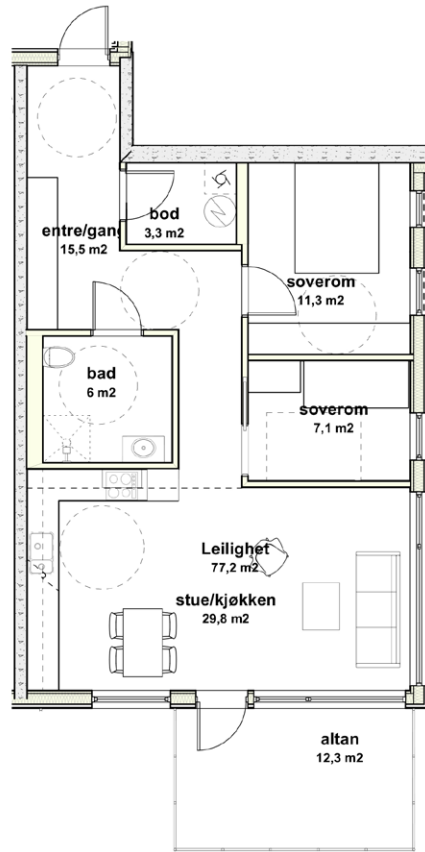 bod
3,3 m2
entre/gang
15,5 m2
soverom
11,3 m2
bad
6 m2
soverom
7,1 m2
Leilighet
77,2 m2
stue/kjøkken
29,8 m2
altan
12,3 m2